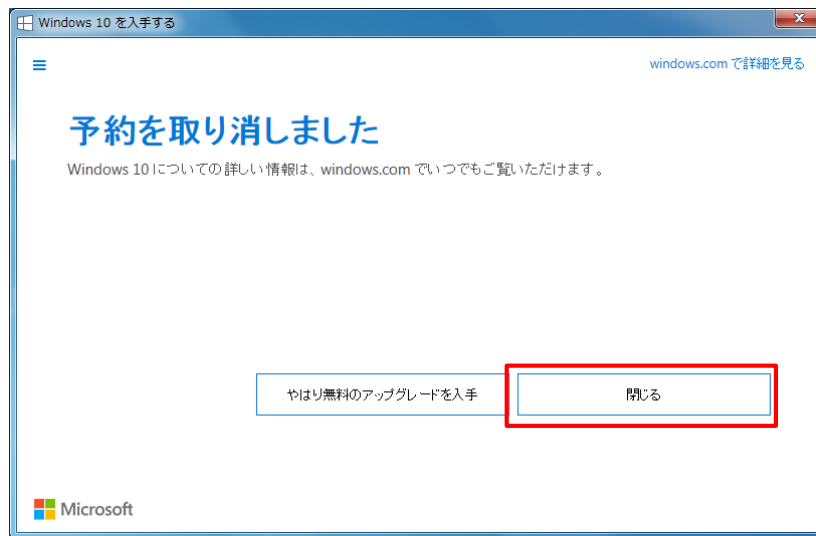 Windows 10 を入手する
windows.com で詳細を見る
予約を取り消しました
Windows 10 についての詳しい情報は、windows.com でいつでもご覧いただけます。
やはり無料のアップグレードを入手
閉じる
Microsoft